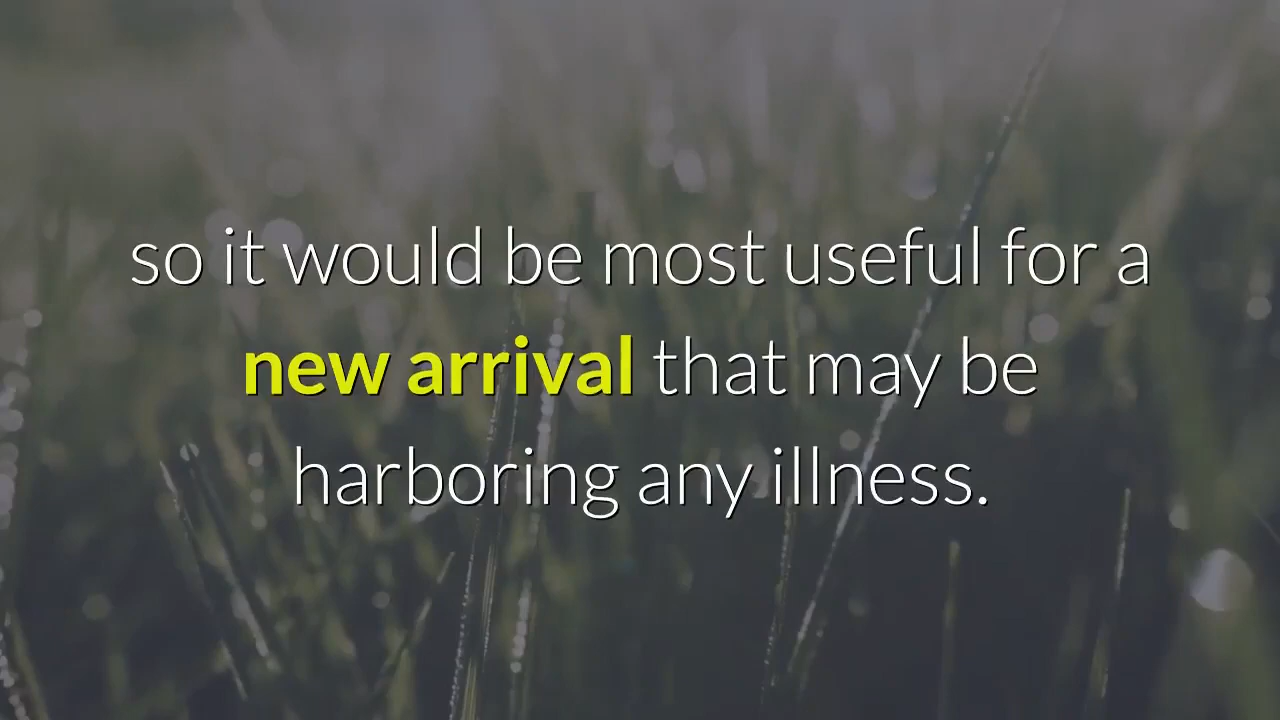 so it would be most useful for a
new arrival that may be
harboring any illness.